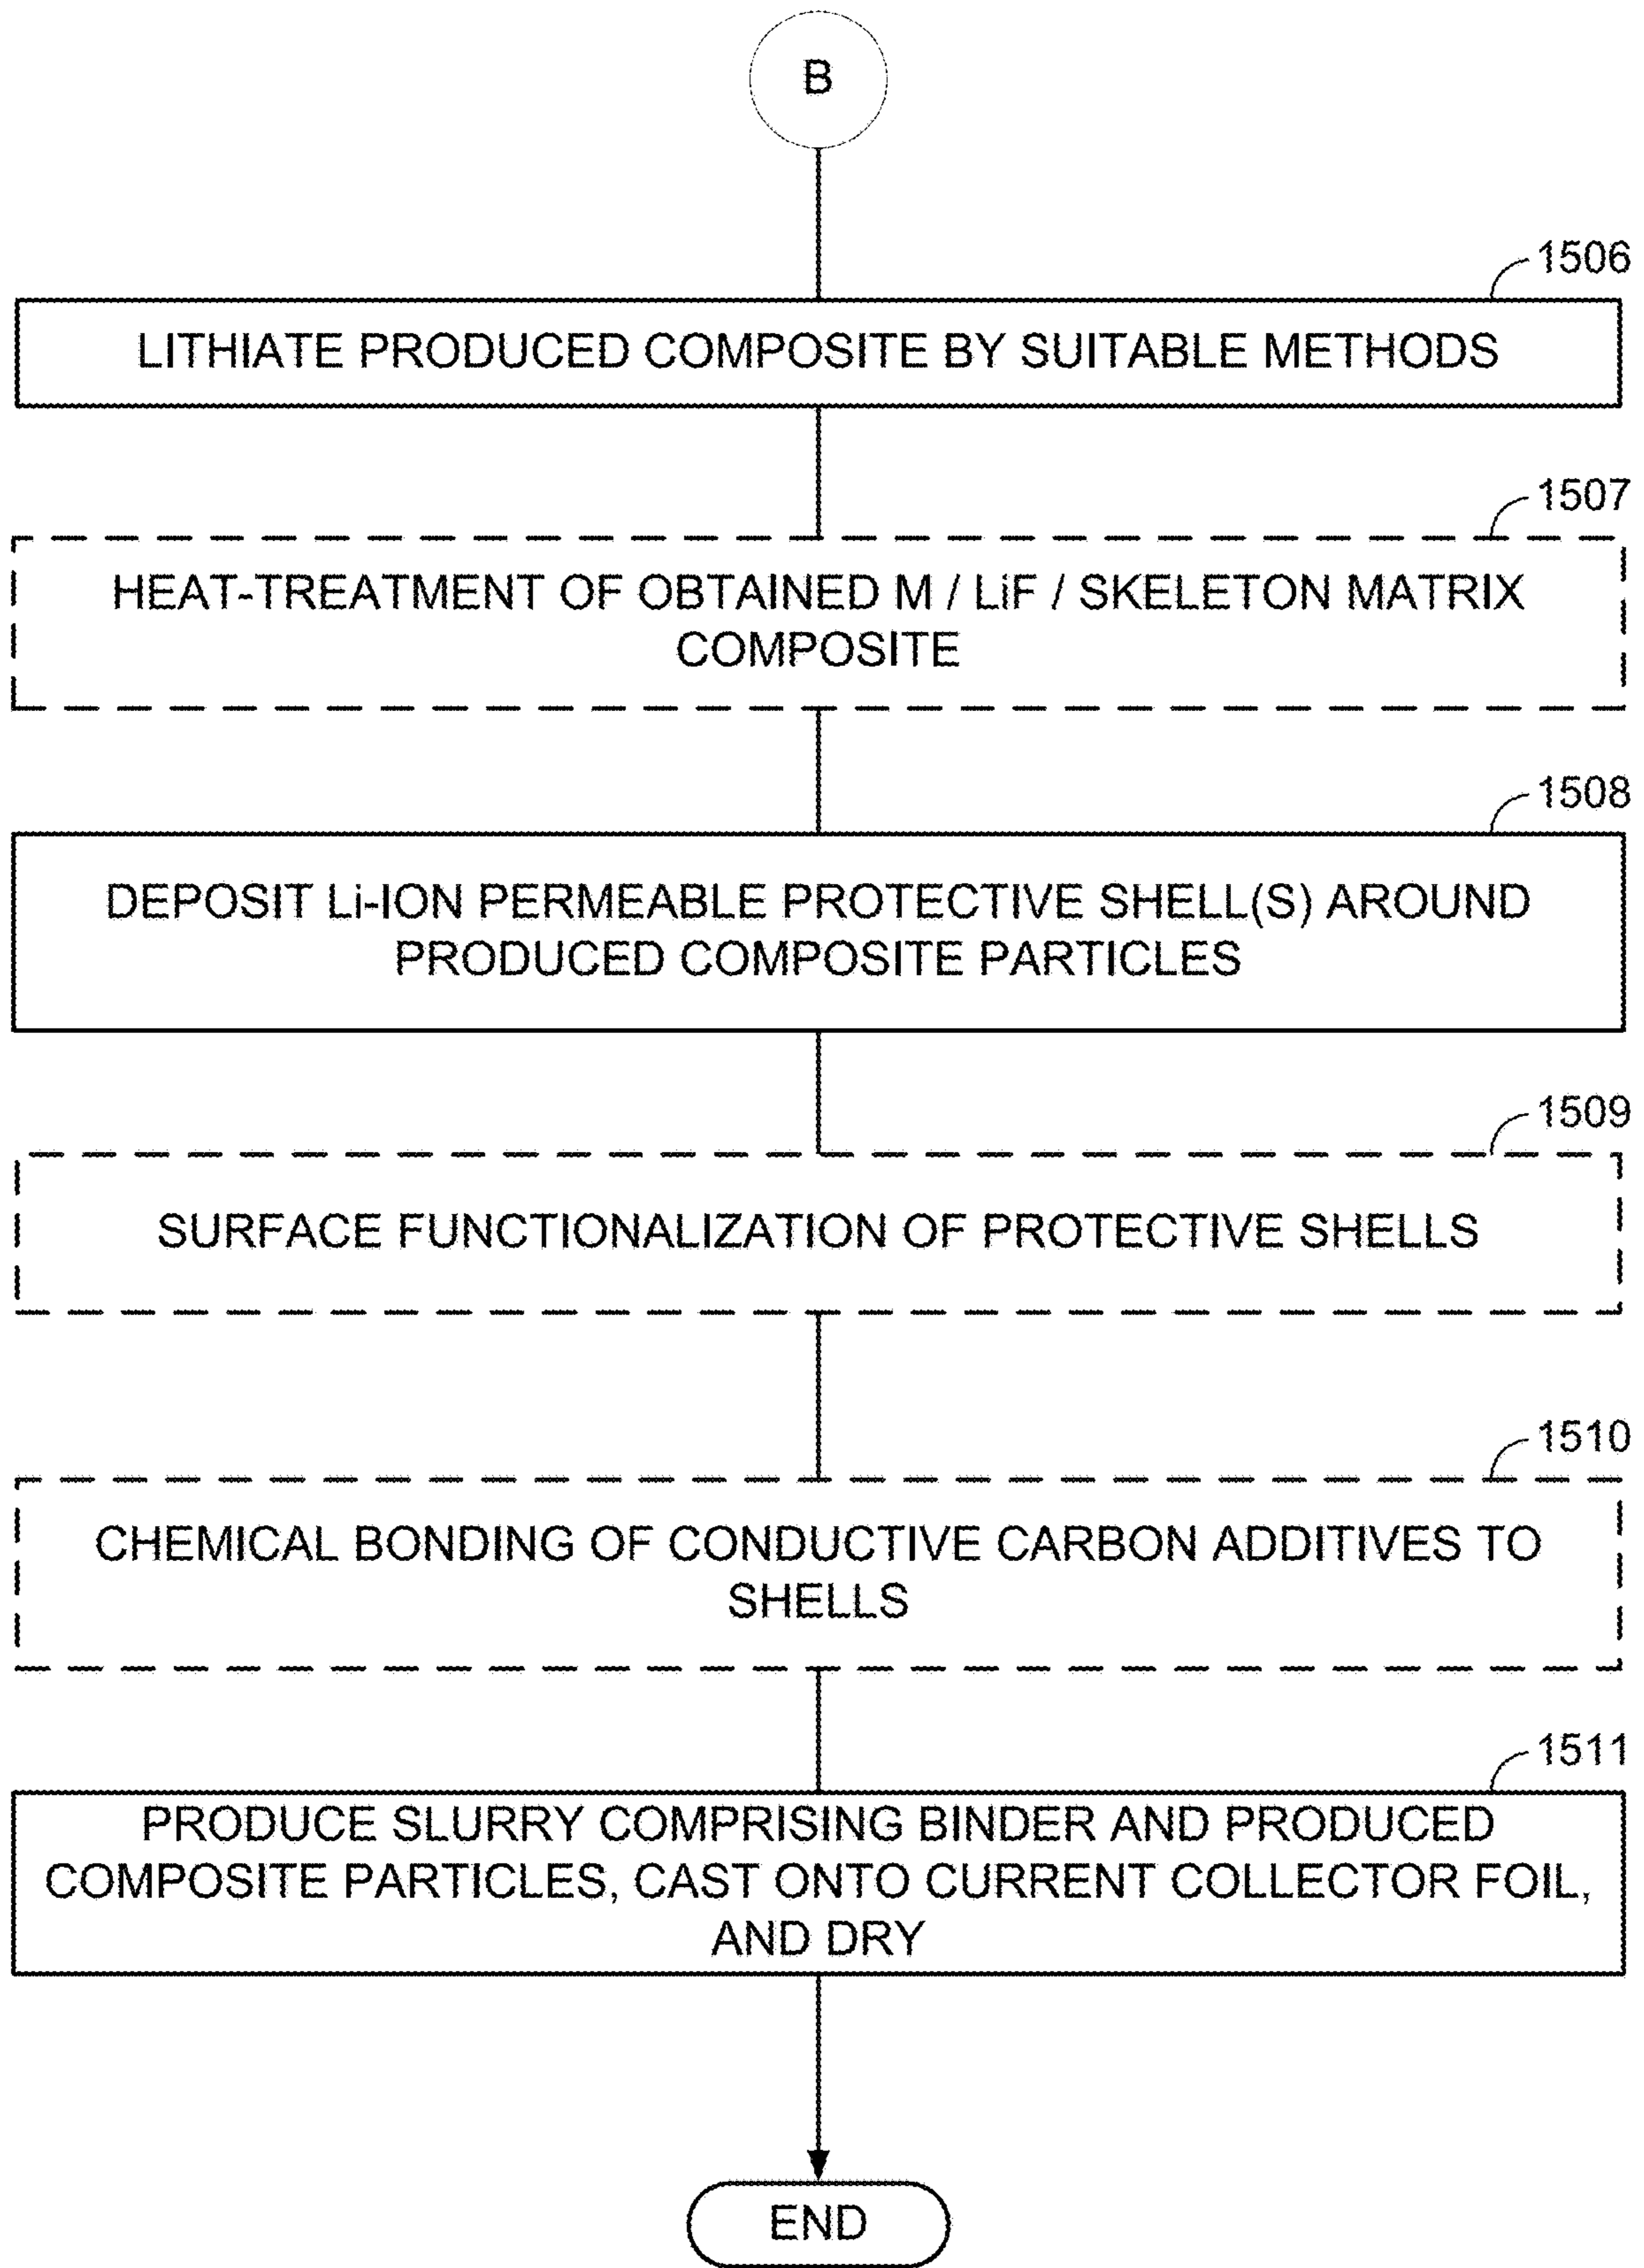 B
1506
LITHIATE PRODUCED COMPOSITE BY SUITABLE METHODS
1507
HEAT-TREATMENT OF OBTAINED M / LiF / SKELETON MATRIX
COMPOSITE
1508
DEPOSIT Li-ION PERMEABLE PROTECTIVE SHELL(S) AROUND
PRODUCED COMPOSITE PARTICLES
1509
SURFACE FUNCTIONALIZATION OF PROTECTIVE SHELLS
1510
CHEMICAL BONDING OF CONDUCTIVE CARBON ADDITIVES TO
SHELLS
1511
PRODUCE SLURRY COMPRISING BINDER AND PRODUCED
COMPOSITE PARTICLES, CAST ONTO CURRENT COLLECTOR FOIL,
AND DRY
END